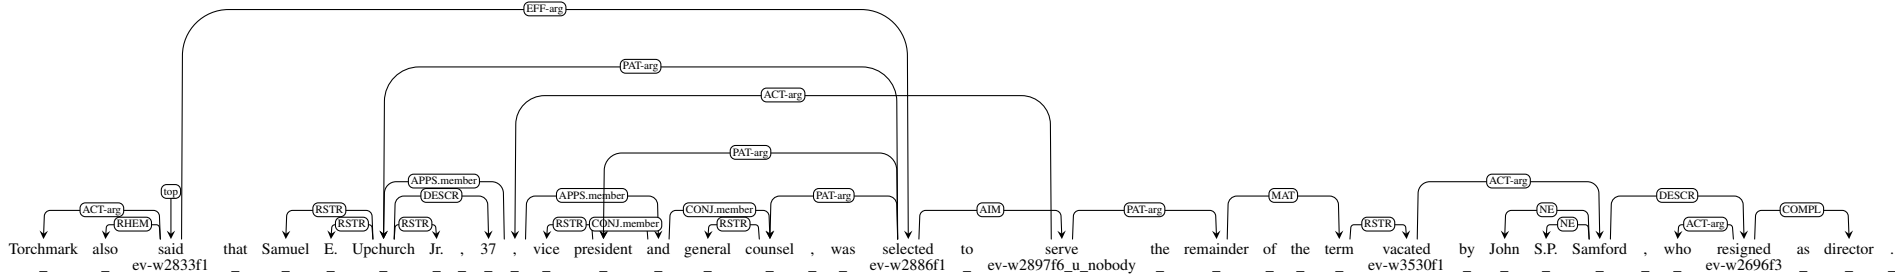 EFF-arg
PAT-arg
ACT-arg
PAT-arg
APPS.member
top DESCR APPS.member PAT-arg ACT-arg
ACT-arg RSTR CONJ.member AIM PAT-arg MAT NE DESCR COMPL
RHEM RSTR RSTR RSTR CONJ.member RSTR RSTR NE ACT-arg
Torchmark also said that Samuel E. Upchurch Jr. , 37 , vice president and general counsel , was selected to serve the remainder of the term vacated by John S.P. Samford , who resigned as director .
_ _ ev-w2833f1 _ _ _ _ _ _ _ _ _ _ _ _ _ _ _ ev-w2886f1 _ ev-w2897f6_u_nobody _ _ _ _ _ ev-w3530f1 _ _ _ _ _ _ ev-w2696f3 _ _ _